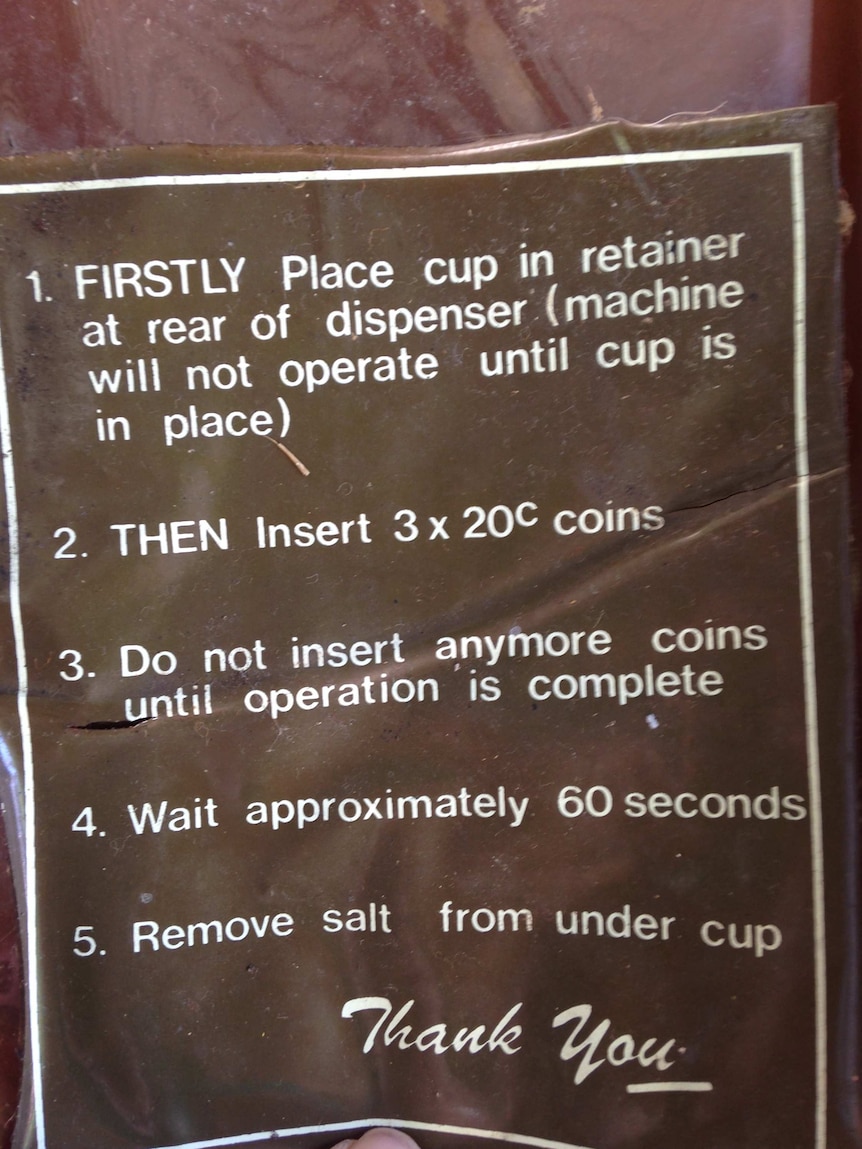 1. FIRSTLY Place cup in retainer
at rear of dispenser (machine
will not operate until cup is
in place)
2. THEN Insert 3 x 20c coins
3. Do not insert anymore coins
until operation is complete
4. Wait approximately 60 seconds
5. Remove salt from under cup
Thank You